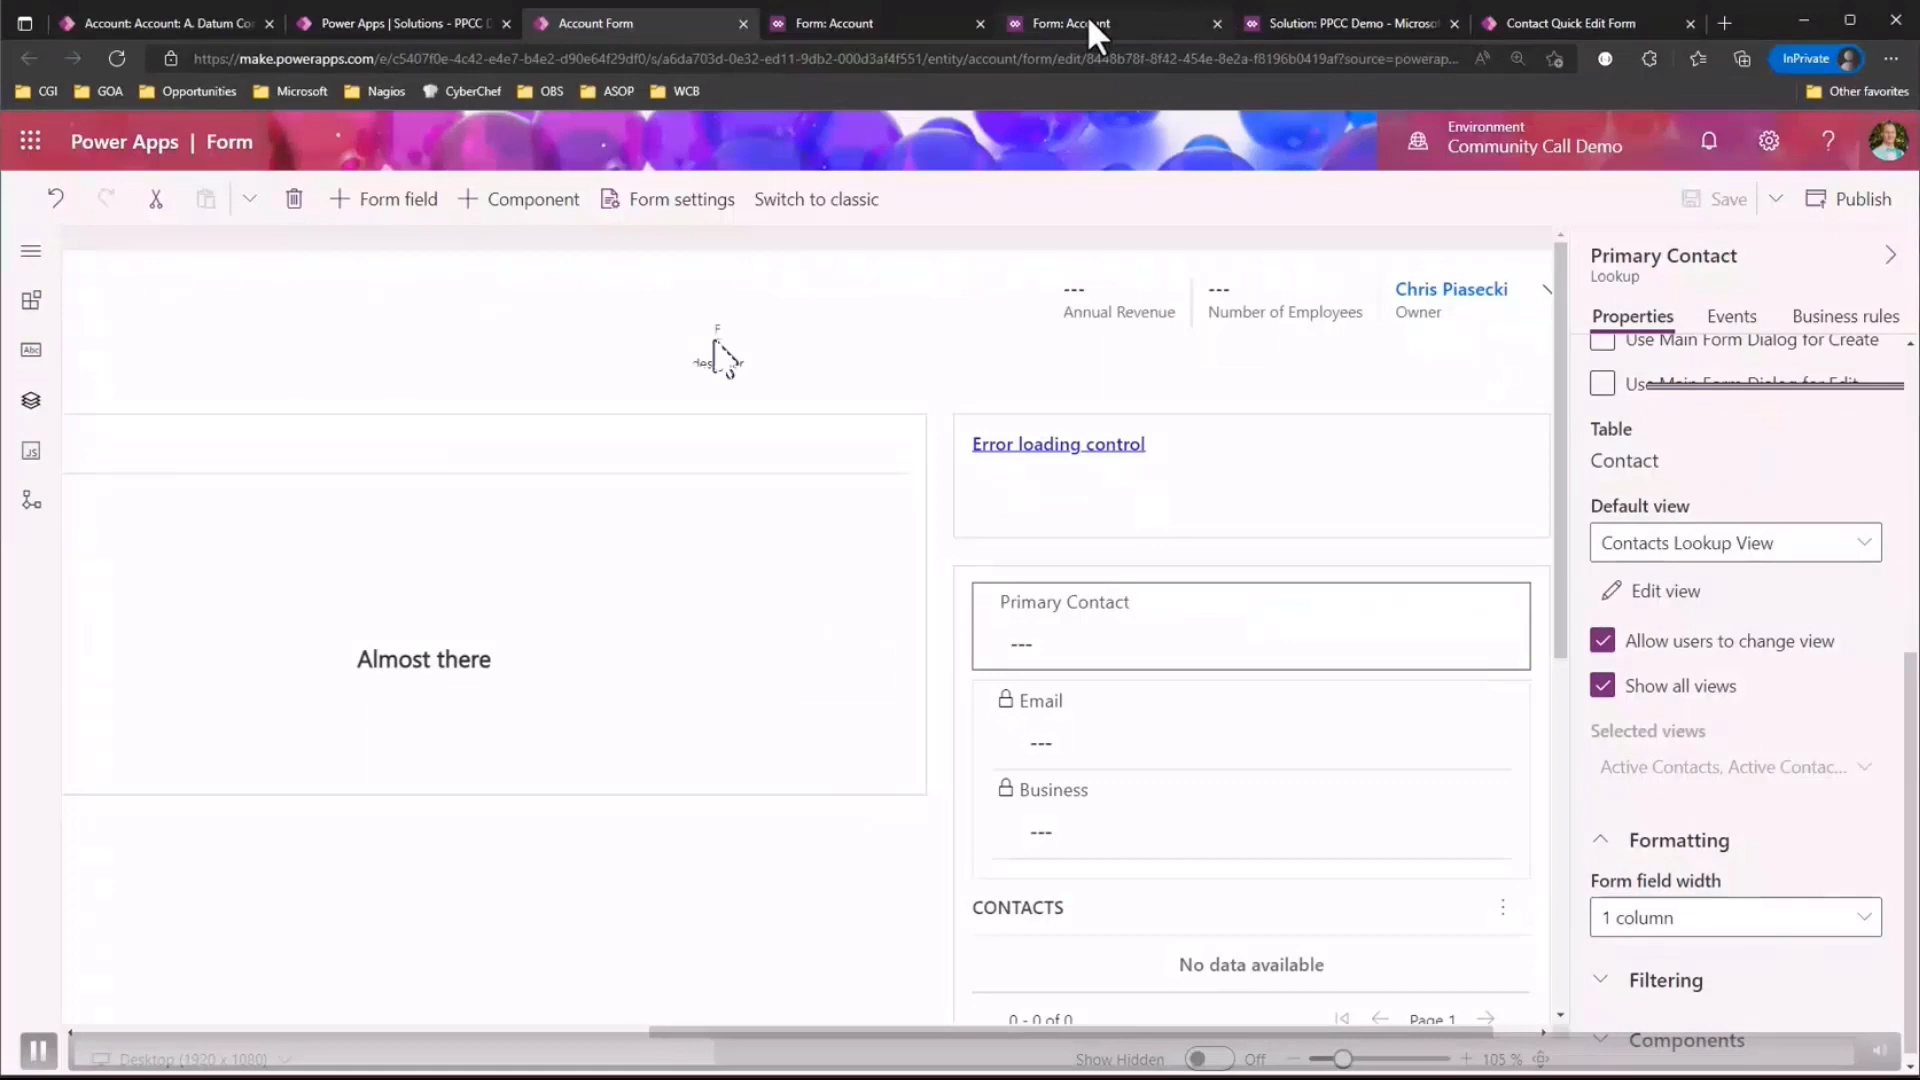 Account: Account: A. Datum Co
Power Apps | Solutions - PPCC D
Account Form
Form: Account
Form: Account
Solution: PPCC Demo - Microso
Contact Quick Edit Form
https://make.powerapps.com/e/c5407f0e-4c42-e4e7-b4e2-d90e64f29df0/s/a6da703d-0e32-ed11-9db2-000d3af4f551/entity/account/form/edit/8448b78f-8f42-454e-8e2a-f8196b0419af?source=powerap...
InPrivate
CGI
GOA
Opportunities
Microsoft
Nagios
CyberChef
OBS
ASOP
WCB
Other favorites
Power Apps | Form
Environment
Community Call Demo
Form field
Component
Form settings
Switch to classic
Save
Publish
---
Annual Revenue
---
Number of Employees
Chris Piasecki
Owner
Almost there
Error loading control
Primary Contact
---
Email
---
Business
---
CONTACTS
No data available
0 - 0 of 0
Page 1
Primary Contact
Lookup
Properties
Events
Business rules
Use Main Form Dialog for Create
Use Main Form Dialog for Edit
Table
Contact
Default view
Contacts Lookup View
Edit view
Allow users to change view
Show all views
Selected views
Active Contacts, Active Contac...
Formatting
Form field width
1 column
Filtering
Components
Desktop (1920 x 1080)
Show Hidden
Off
105 %